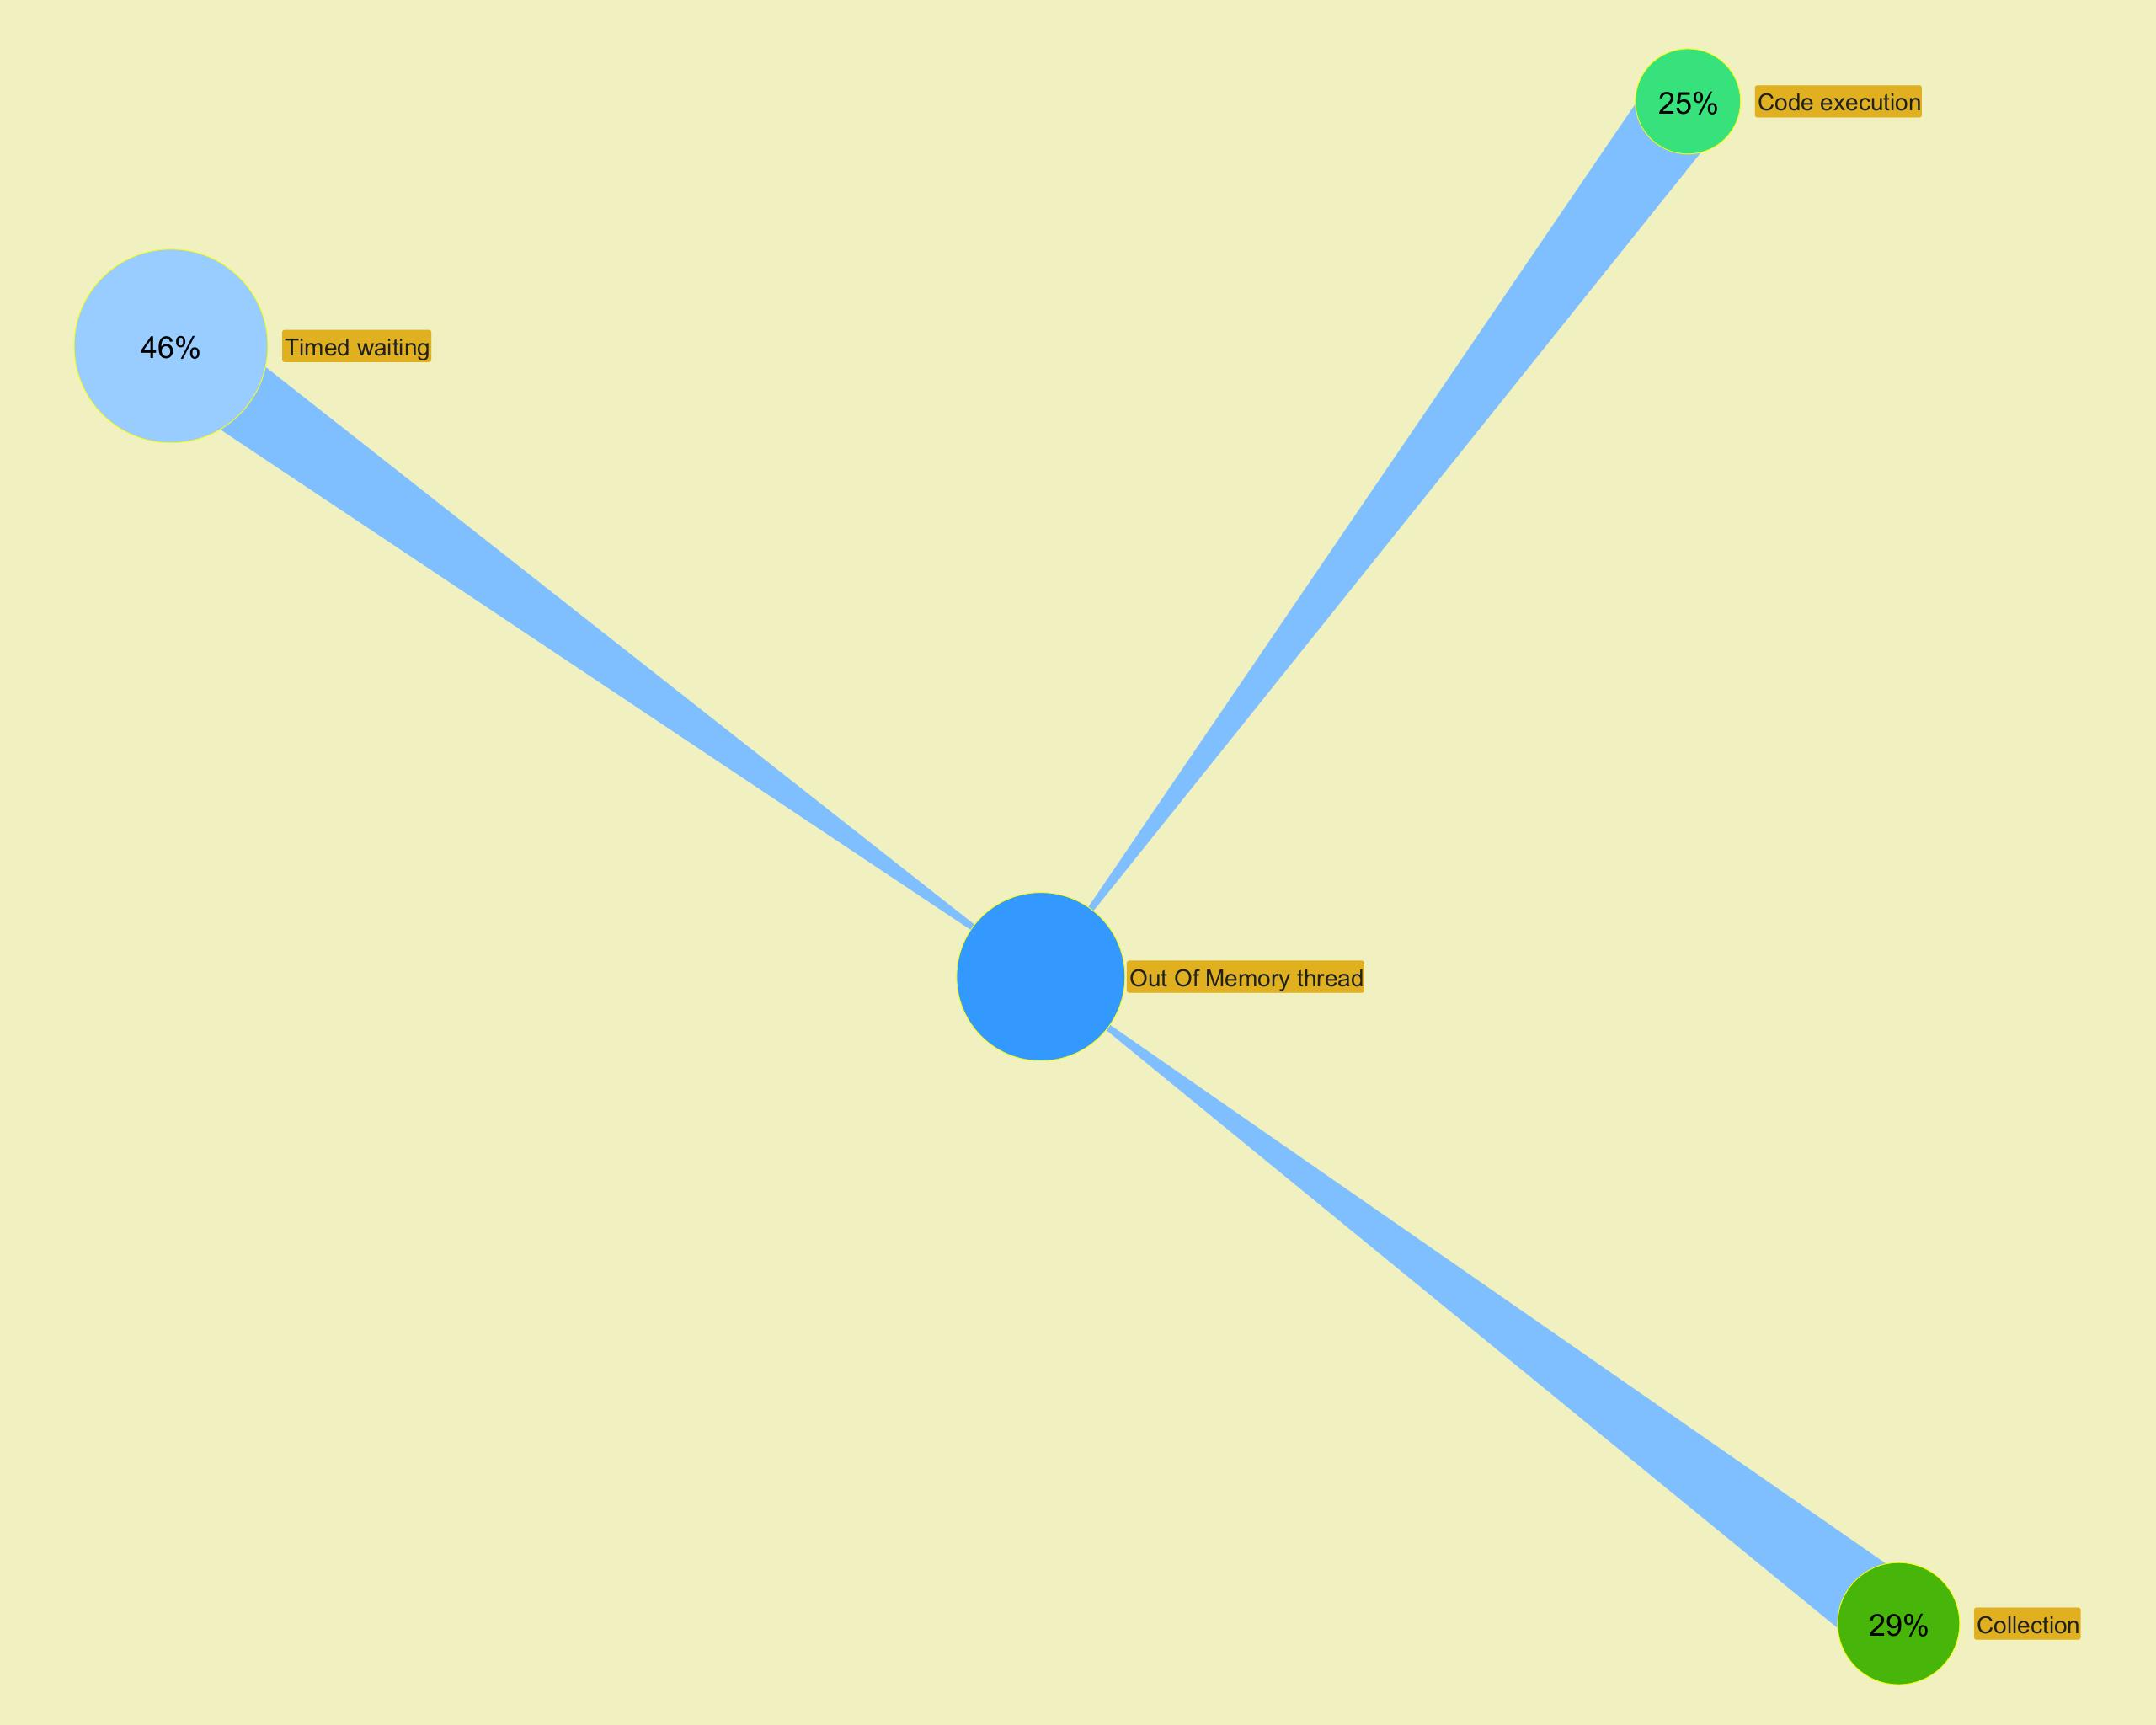 25%
Code execution
46%
Timed waiting
Out Of Memory thread
29%
Collection